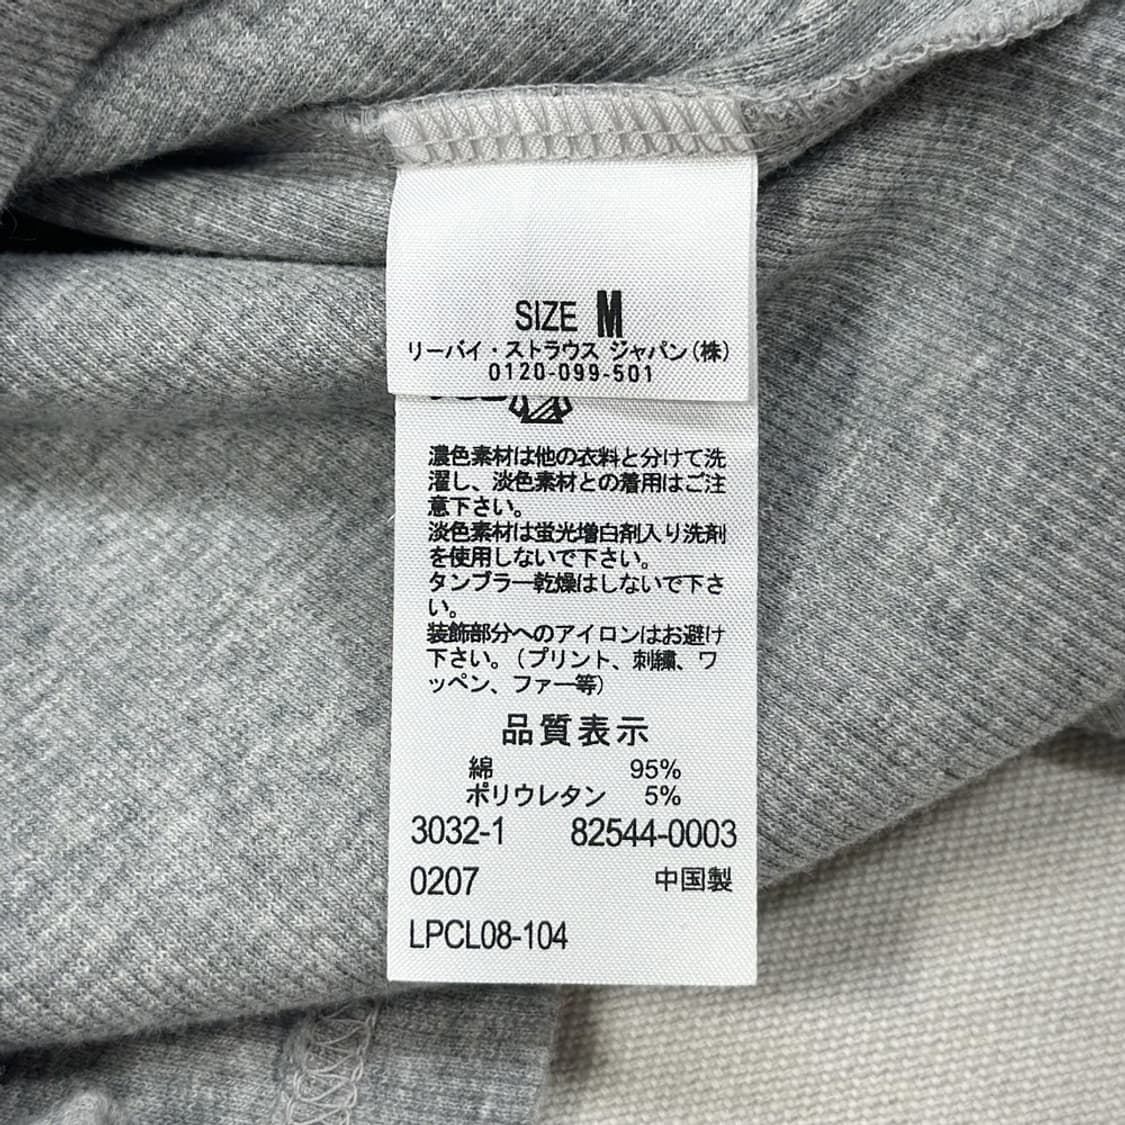 SIZE M
リーバイ・ストラウス ジャパン(株)
0120-099-501
濃色素材は他の衣料と分けて洗
濯し、淡色素材との着用はご注
意下さい。
淡色素材は蛍光増白剤入り洗剤
を使用しないで下さい。
タンブラー乾燥はしないで下さ
い。
装飾部分へのアイロンはお避け
下さい。(プリント、刺繍、ワ
ッペン、ファー等)
品質表示
綿 95%
ポリウレタン 5%
3032-1 82544-0003
0207 中国製
LPCL08-104